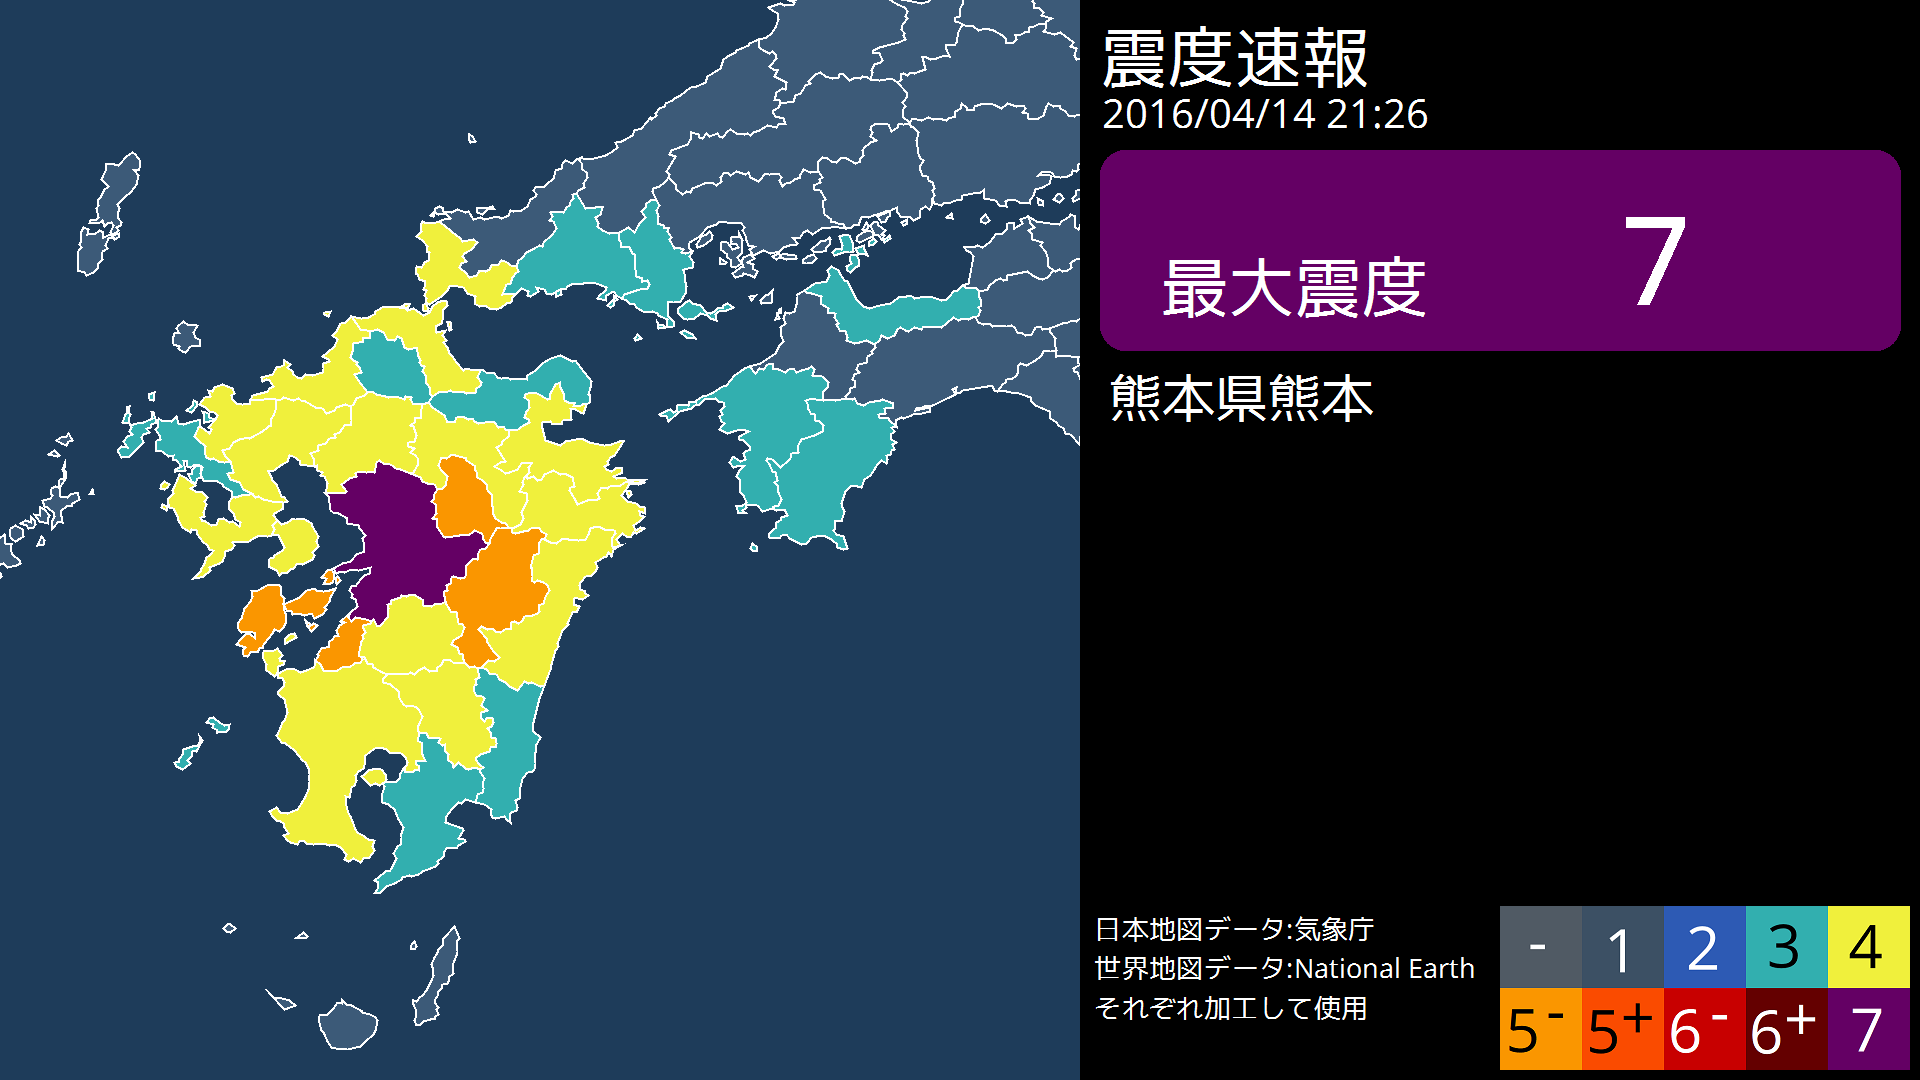 震度速報
2016/04/14 21:26
最大震度 7
熊本県熊本
日本地図データ:気象庁
世界地図データ:National Earth
それぞれ加工して使用
- 1 2 3 4
5- 5+ 6- 6+ 7